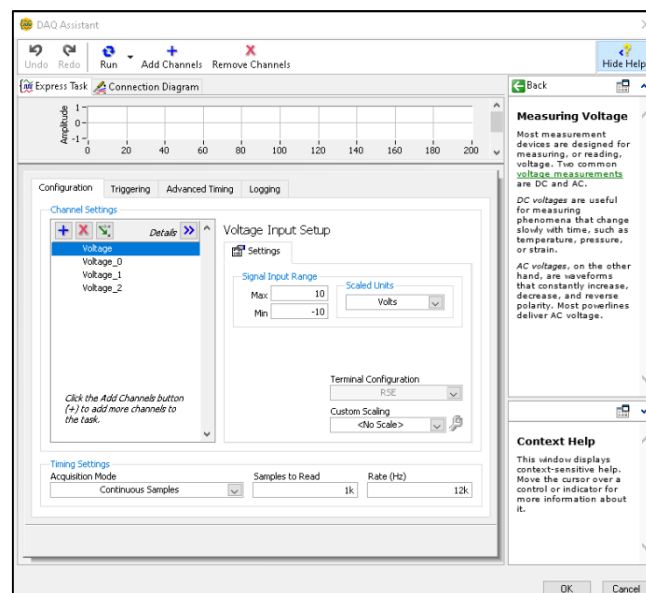 DAQ Assistant
Undo Redo Run Add Channels Remove Channels Hide Help
Express Task Connection Diagram
Amplitude
1
0
-1
0 20 40 60 80 100 120 140 160 180 200
Configuration Triggering Advanced Timing Logging
Channel Settings
Details
Voltage
Voltage_0
Voltage_1
Voltage_2
Click the Add Channels button
(+) to add more channels to
the task.
Voltage Input Setup
Settings
Signal Input Range
Max 10
Min -10
Scaled Units
Volts
Terminal Configuration
RSE
Custom Scaling
<No Scale>
Timing Settings
Acquisition Mode Samples to Read Rate (Hz)
Continuous Samples 1k 12k
Back
Measuring Voltage
Most measurement
devices are designed for
measuring, or reading,
voltage. Two common
voltage measurements
are DC and AC.
DC voltages are useful
for measuring
phenomena that change
slowly with time, such as
temperature, pressure,
or strain.
AC voltages, on the other
hand, are waveforms
that constantly increase,
decrease, and reverse
polarity. Most powerlines
deliver AC voltage.
Context Help
This window displays
context-sensitive help.
Move the cursor over a
control or indicator for
more information about
it.
OK Cancel